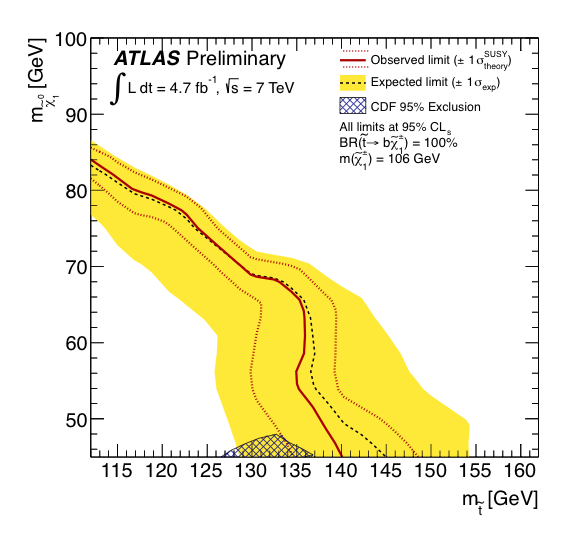 ATLAS Preliminary
∫ L dt = 4.7 fb⁻¹, √s = 7 TeV
Observed limit (± 1σ^SUSY_theory)
Expected limit (± 1σ_exp)
CDF 95% Exclusion
All limits at 95% CL_s
BR(t̃→ bχ̃₁^±) = 100%
m(χ̃₁^±) = 106 GeV
m_χ̃₁⁰ [GeV]
100
90
80
70
60
50
115 120 125 130 135 140 145 150 155 160
m_t̃ [GeV]